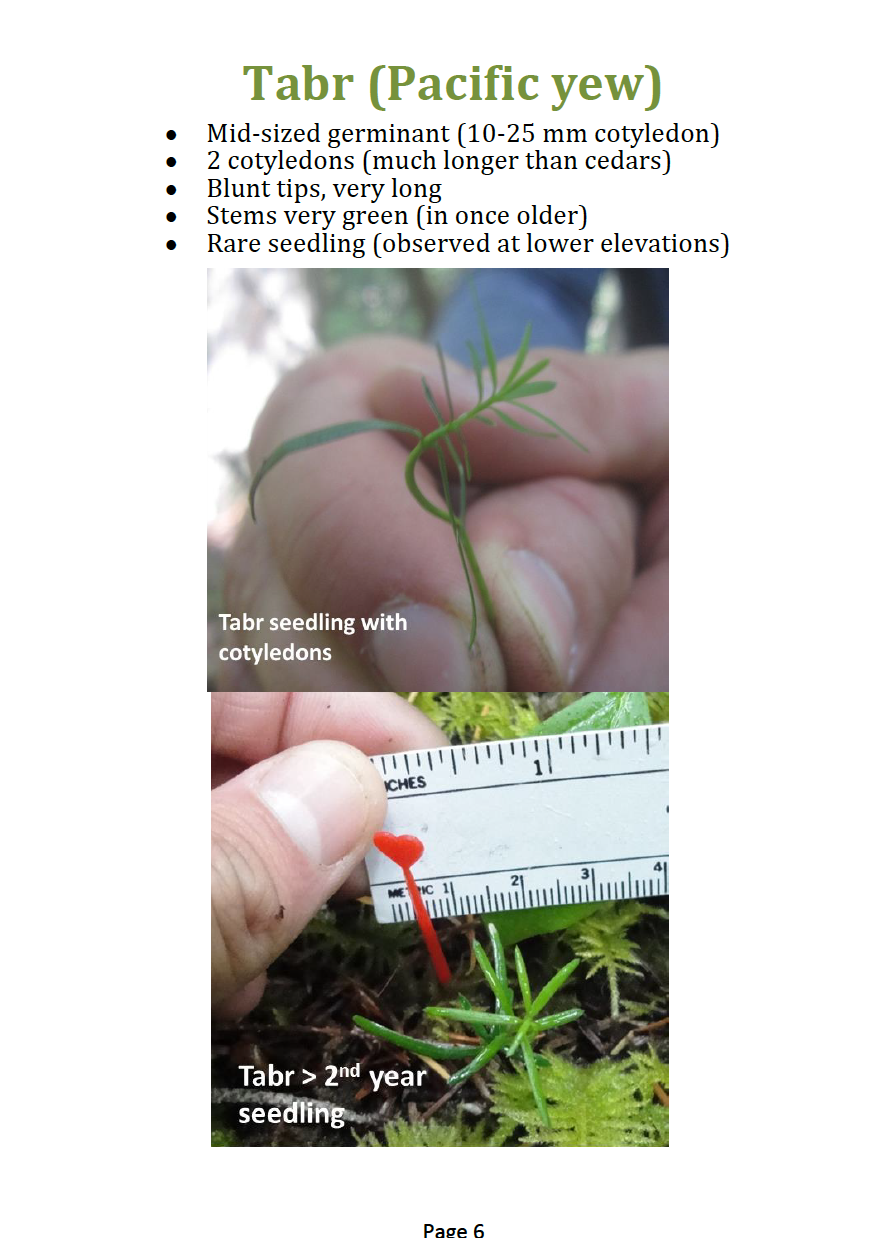 Tabr (Pacific yew)
• Mid-sized germinant (10-25 mm cotyledon)
• 2 cotyledons (much longer than cedars)
• Blunt tips, very long
• Stems very green (in once older)
• Rare seedling (observed at lower elevations)
Tabr seedling with
cotyledons
1
CHES
METRIC 1 2 3 4
Tabr > 2nd year
seedling
Page 6